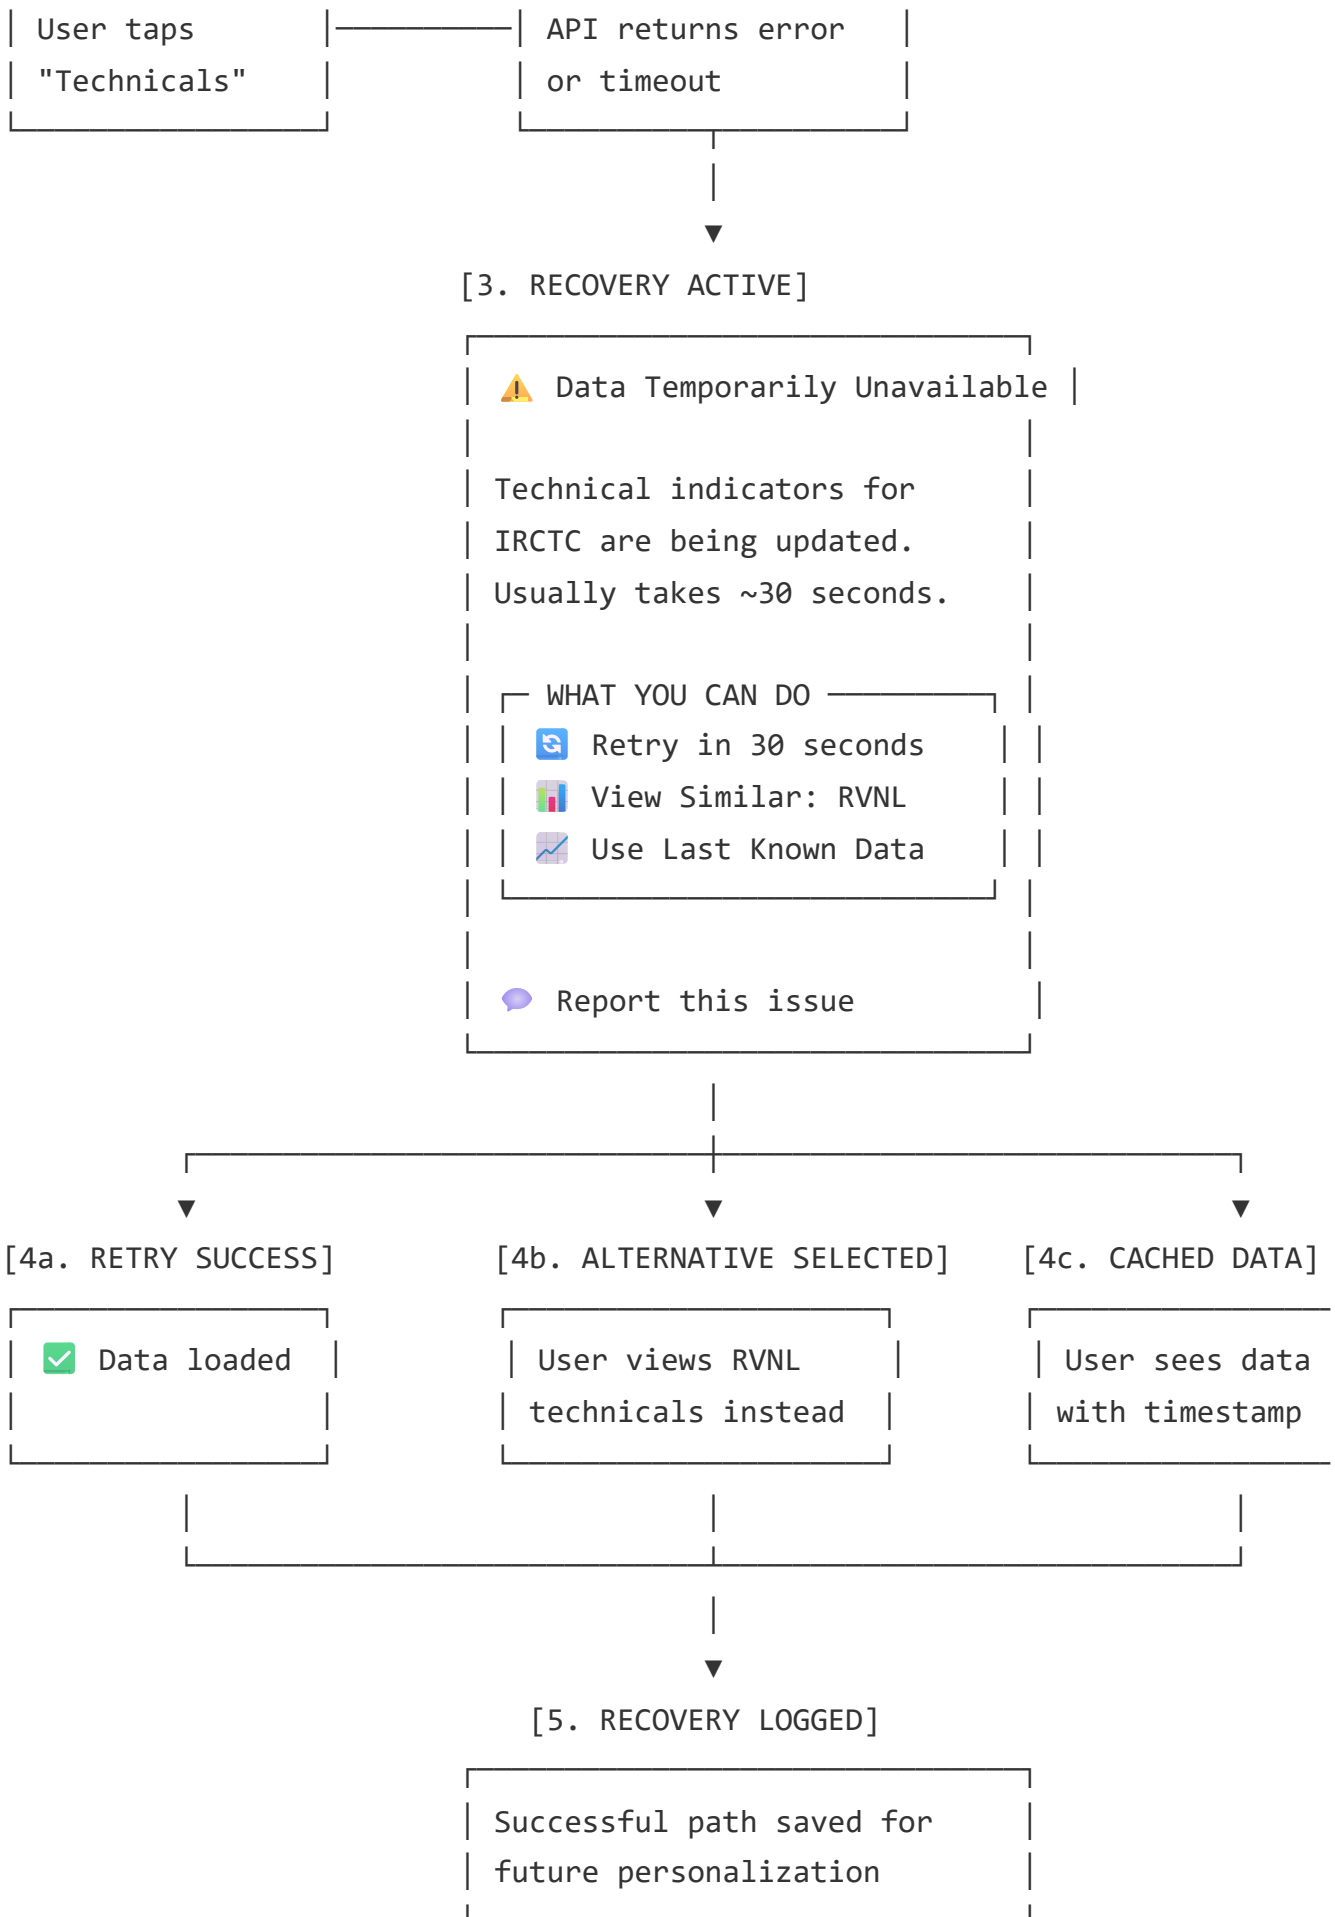 User taps
API returns error
"Technicals"
or timeout
[3. RECOVERY ACTIVE]
⚠️ Data Temporarily Unavailable
Technical indicators for
IRCTC are being updated.
Usually takes ~30 seconds.
WHAT YOU CAN DO
🔄 Retry in 30 seconds
📊 View Similar: RVNL
📈 Use Last Known Data
💬 Report this issue
[4a. RETRY SUCCESS]
[4b. ALTERNATIVE SELECTED]
[4c. CACHED DATA]
✅ Data loaded
User views RVNL
User sees data
technicals instead
with timestamp
[5. RECOVERY LOGGED]
Successful path saved for
future personalization